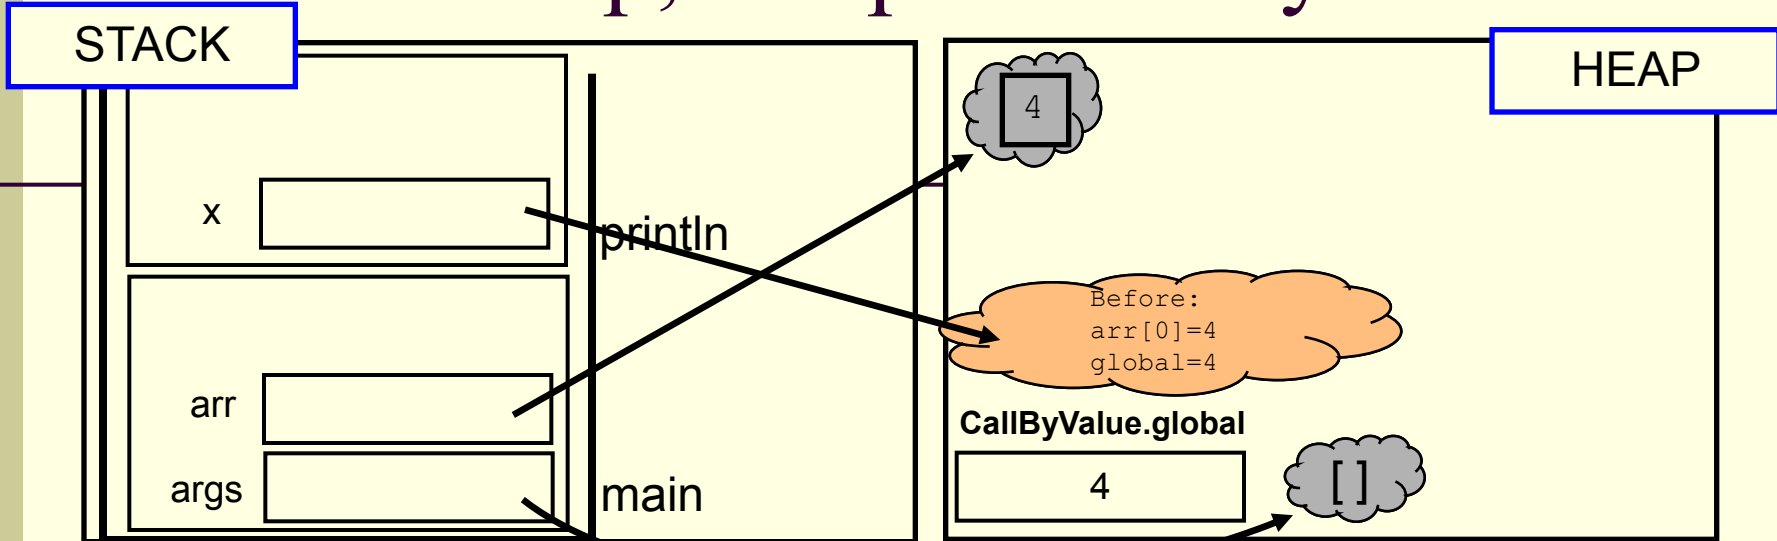 STACK
HEAP
4
x
println
Before:
arr[0]=4
global=4
arr
CallByValue.global
args
main
4
[]